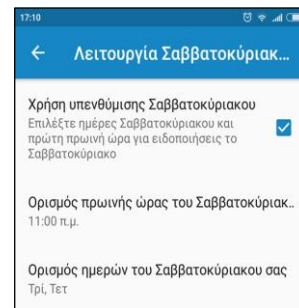 17:10
Λειτουργία Σαββατοκύριακ...
Χρήση υπενθύμισης Σαββατοκύριακου
Επιλέξτε ημέρες Σαββατοκύριακου και
πρώτη πρωινή ώρα για ειδοποιήσεις το
Σαββατοκύριακο
Ορισμός πρωινής ώρας του Σαββατοκύριακ..
11:00 π.μ.
Ορισμός ημερών του Σαββατοκύριακου σας
Τρί, Τετ